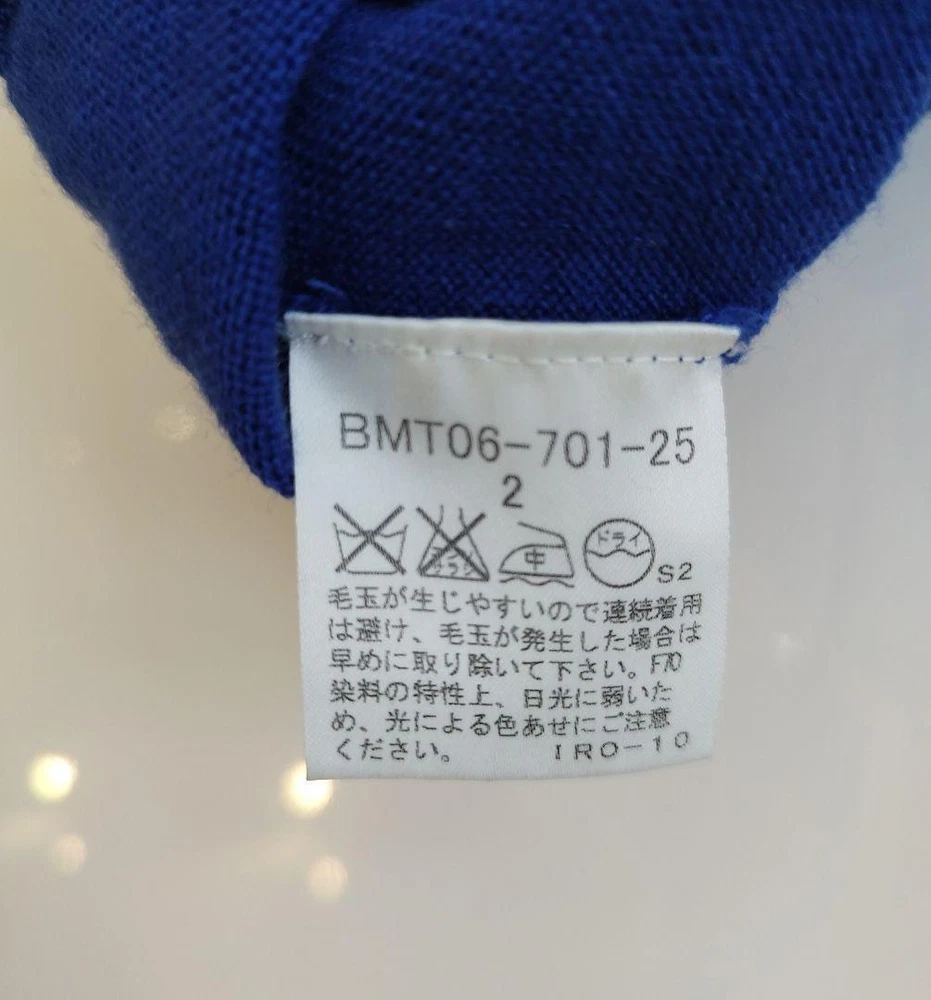 BMT06-701-25
2
中 ドライ S2
毛玉が生じやすいので連続着用
は避け、毛玉が発生した場合は
早めに取り除いて下さい。F70
染料の特性上、日光に弱いた
め、光による色あせにご注意
ください。 IRO-10